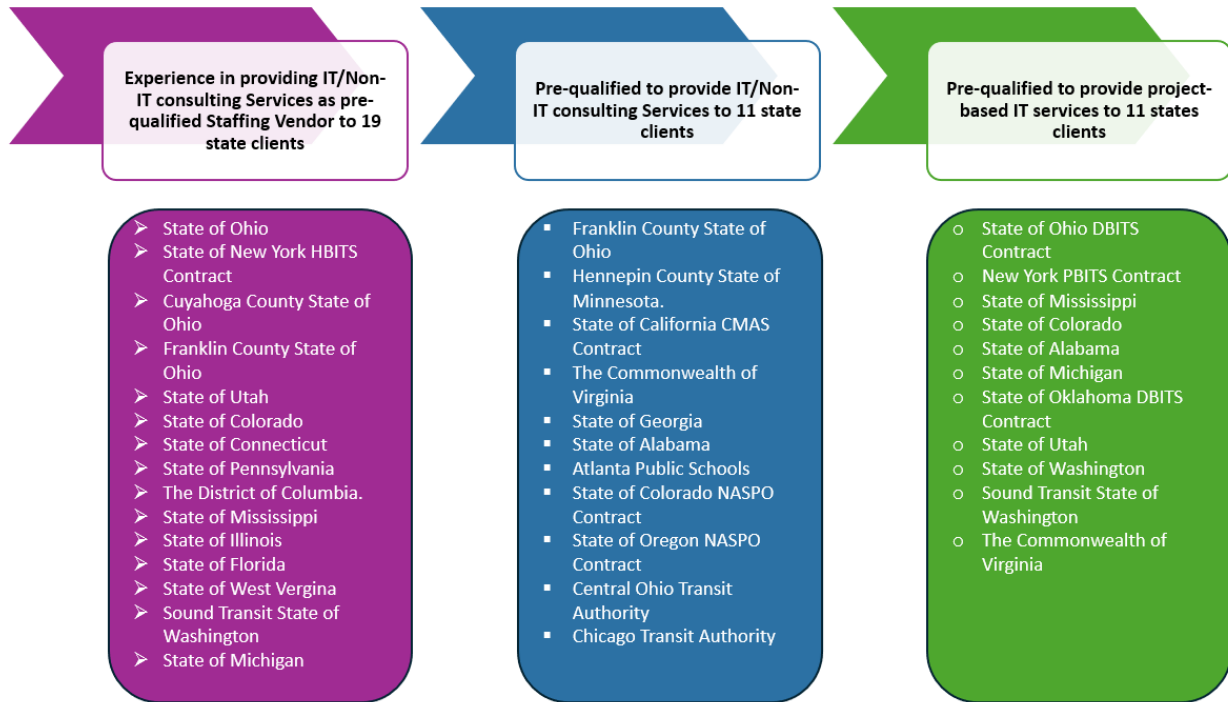 Experience in providing IT/Non-
IT consulting Services as pre-
qualified Staffing Vendor to 19
state clients
Pre-qualified to provide IT/Non-
IT consulting Services to 11 state
clients
Pre-qualified to provide project-
based IT services to 11 states
clients
➢ State of Ohio
➢ State of New York HBITS
Contract
➢ Cuyahoga County State of
Ohio
➢ Franklin County State of
Ohio
➢ State of Utah
➢ State of Colorado
➢ State of Connecticut
➢ State of Pennsylvania
➢ The District of Columbia.
➢ State of Mississippi
➢ State of Illinois
➢ State of Florida
➢ State of West Vergina
➢ Sound Transit State of
Washington
➢ State of Michigan
▪ Franklin County State of
Ohio
▪ Hennepin County State of
Minnesota.
▪ State of California CMAS
Contract
▪ The Commonwealth of
Virginia
▪ State of Georgia
▪ State of Alabama
▪ Atlanta Public Schools
▪ State of Colorado NASPO
Contract
▪ State of Oregon NASPO
Contract
▪ Central Ohio Transit
Authority
▪ Chicago Transit Authority
o State of Ohio DBITS
Contract
o New York PBITS Contract
o State of Mississippi
o State of Colorado
o State of Alabama
o State of Michigan
o State of Oklahoma DBITS
Contract
o State of Utah
o State of Washington
o Sound Transit State of
Washington
o The Commonwealth of
Virginia